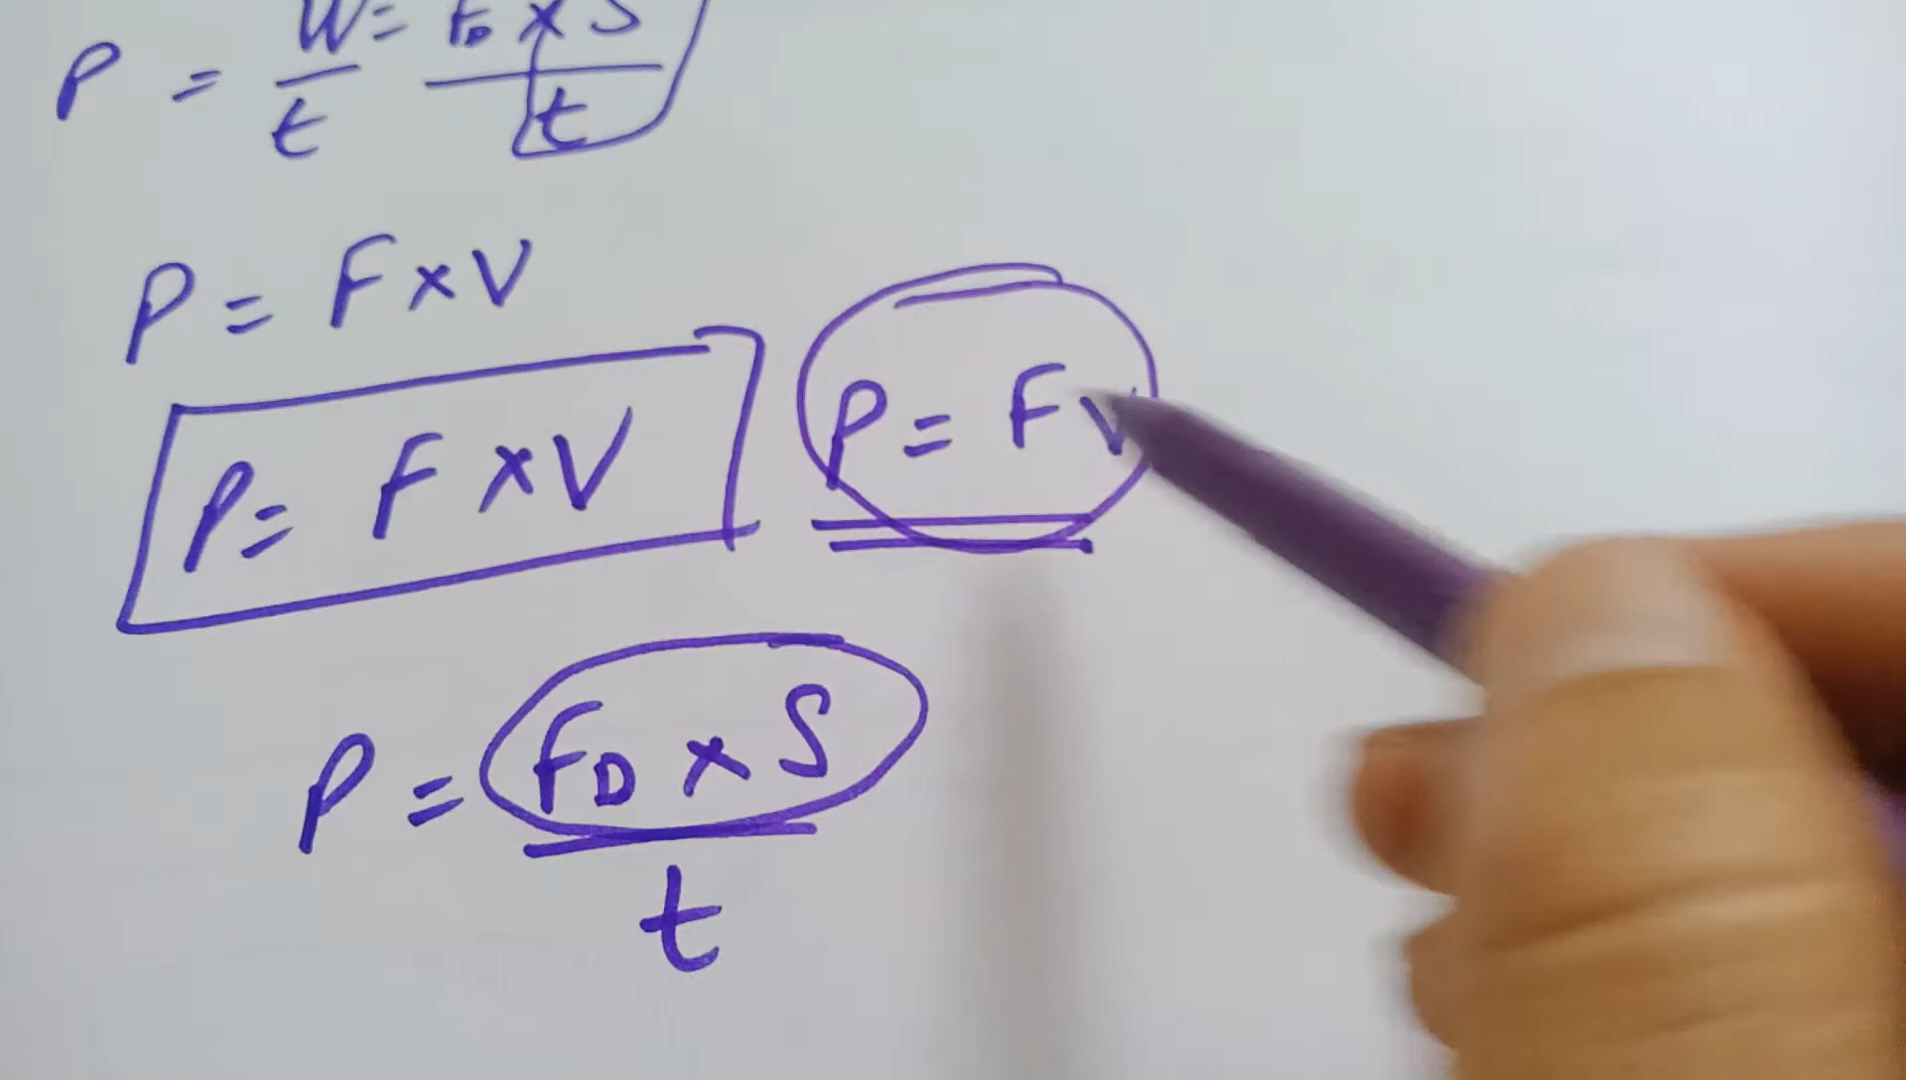 P = W/t = F_D × S/t
P = F × V
P = F × V
P = FV
P = F_D × S/t